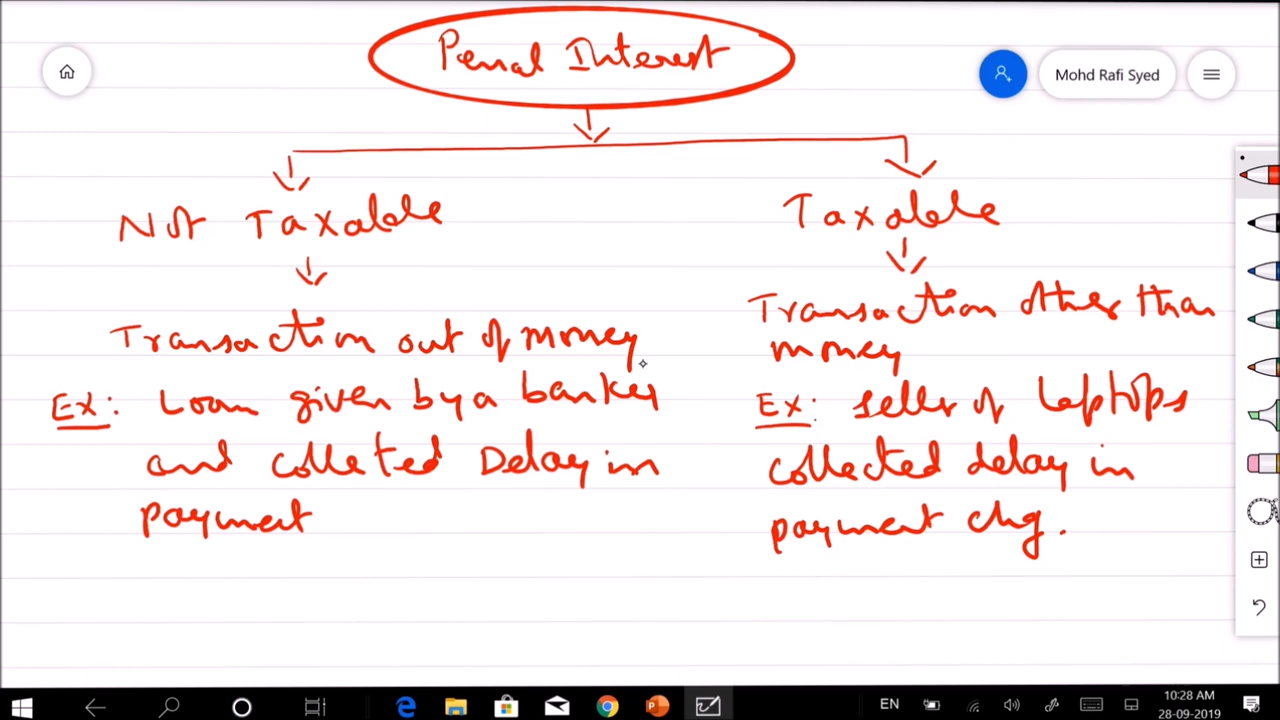 Penal Interest
Mohd Rafi Syed
Not Taxable
Transaction out of money
Ex: Loan given by a banker
and colleted Delay in
payment
Taxable
Transaction other than
money
Ex: seller of Laptops
collected delay in
payment chg.
EN
10:28 AM
28-09-2019